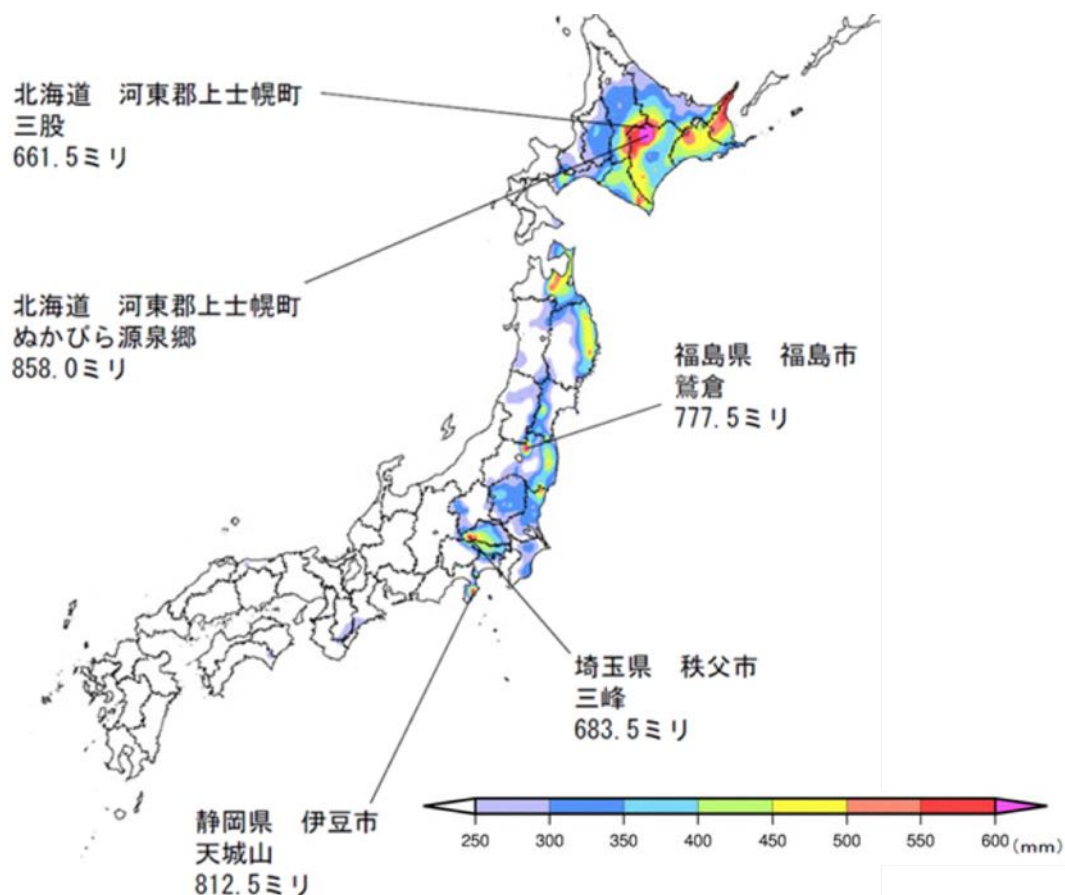 北海道　河東郡上士幌町
三股
661.5ミリ
北海道　河東郡上士幌町
ぬかびら源泉郷
858.0ミリ
福島県　福島市
鷲倉
777.5ミリ
埼玉県　秩父市
三峰
683.5ミリ
静岡県　伊豆市
天城山
812.5ミリ
250 300 350 400 450 500 550 600 (mm)